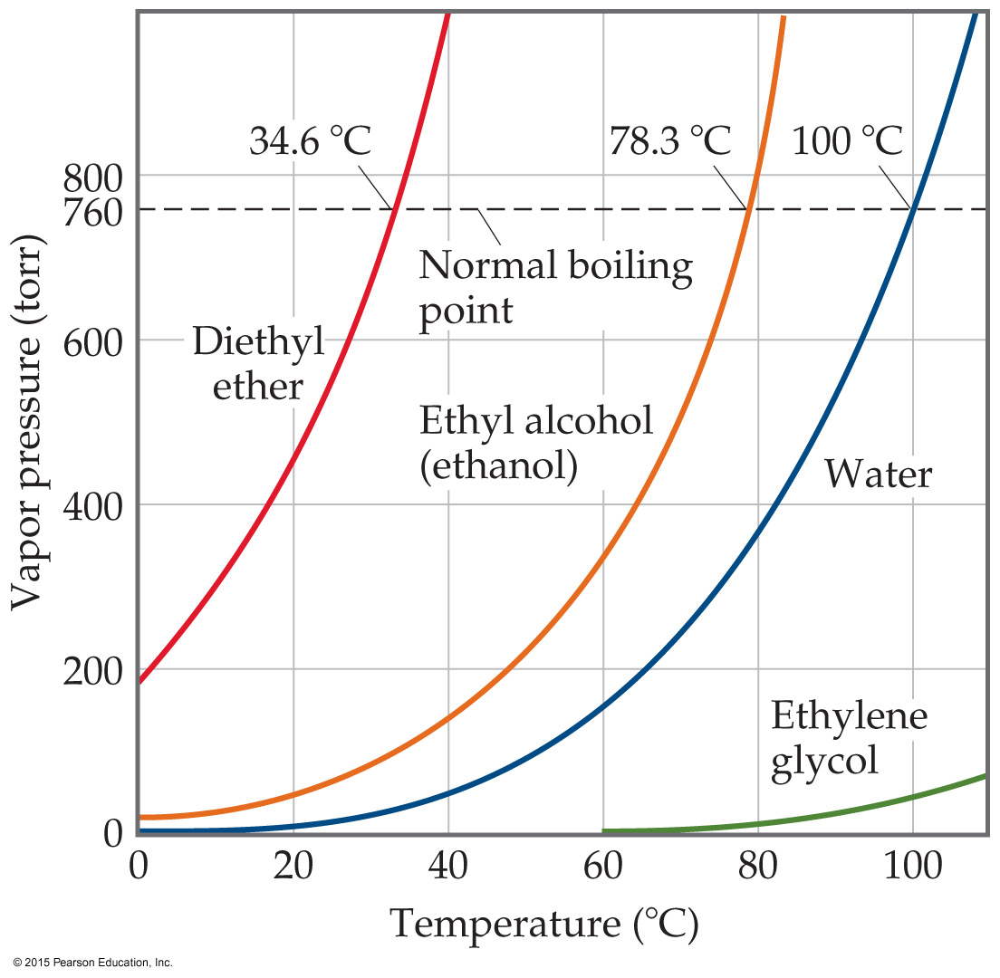 34.6 °C
78.3 °C
100 °C
800
760
Normal boiling
point
600
Diethyl
ether
Ethyl alcohol
(ethanol)
Water
400
Vapor pressure (torr)
200
Ethylene
glycol
0
0 20 40 60 80 100
Temperature (°C)
© 2015 Pearson Education, Inc.